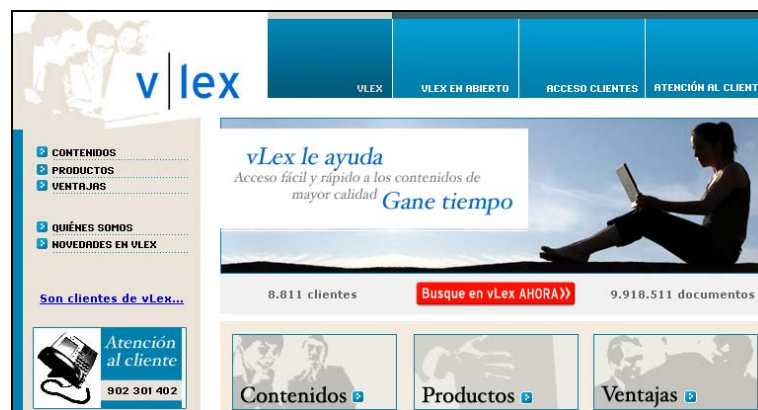 v|lex
VLEX
VLEX EN ABIERTO
ACCESO CLIENTES
ATENCIÓN AL CLIENT
CONTENIDOS
PRODUCTOS
VENTAJAS
QUIÉNES SOMOS
NOVEDADES EN VLEX
Son clientes de vLex...
Atención
al cliente
902 301 402
vLex le ayuda
Acceso fácil y rápido a los contenidos de
mayor calidad Gane tiempo
8.811 clientes
Busque en vLex AHORA》
9.918.511 documentos
Contenidos
Productos
Ventajas